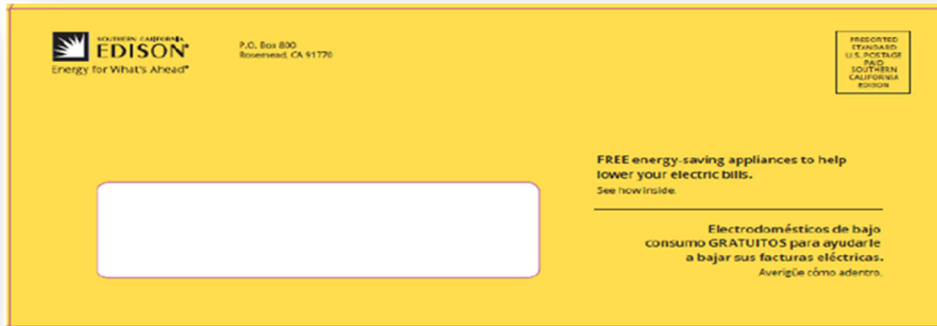 SOUTHERN CALIFORNIA
EDISON®
Energy for What's Ahead®
P.O. Box 800
Rosemead, CA 91770
PRESORTED
STANDARD
U.S. POSTAGE
PAID
SOUTHERN
CALIFORNIA
EDISON
FREE energy-saving appliances to help
lower your electric bills.
See how inside.
Electrodomésticos de bajo
consumo GRATUITOS para ayudarle
a bajar sus facturas eléctricas.
Averigüe cómo adentro.